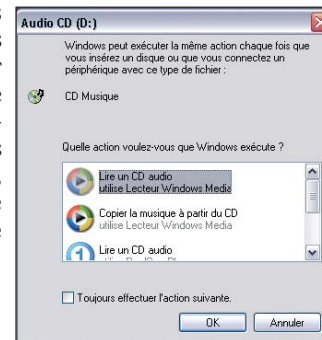 Audio CD (D:)
Windows peut exécuter la même action chaque fois que
vous insérez un disque ou que vous connectez un
périphérique avec ce type de fichier :
CD Musique
Quelle action voulez-vous que Windows exécute ?
Lire un CD audio
utilise Lecteur Windows Media
Copier la musique à partir du CD
utilise Lecteur Windows Media
Lire un CD audio
Toujours effectuer l'action suivante.
OK Annuler